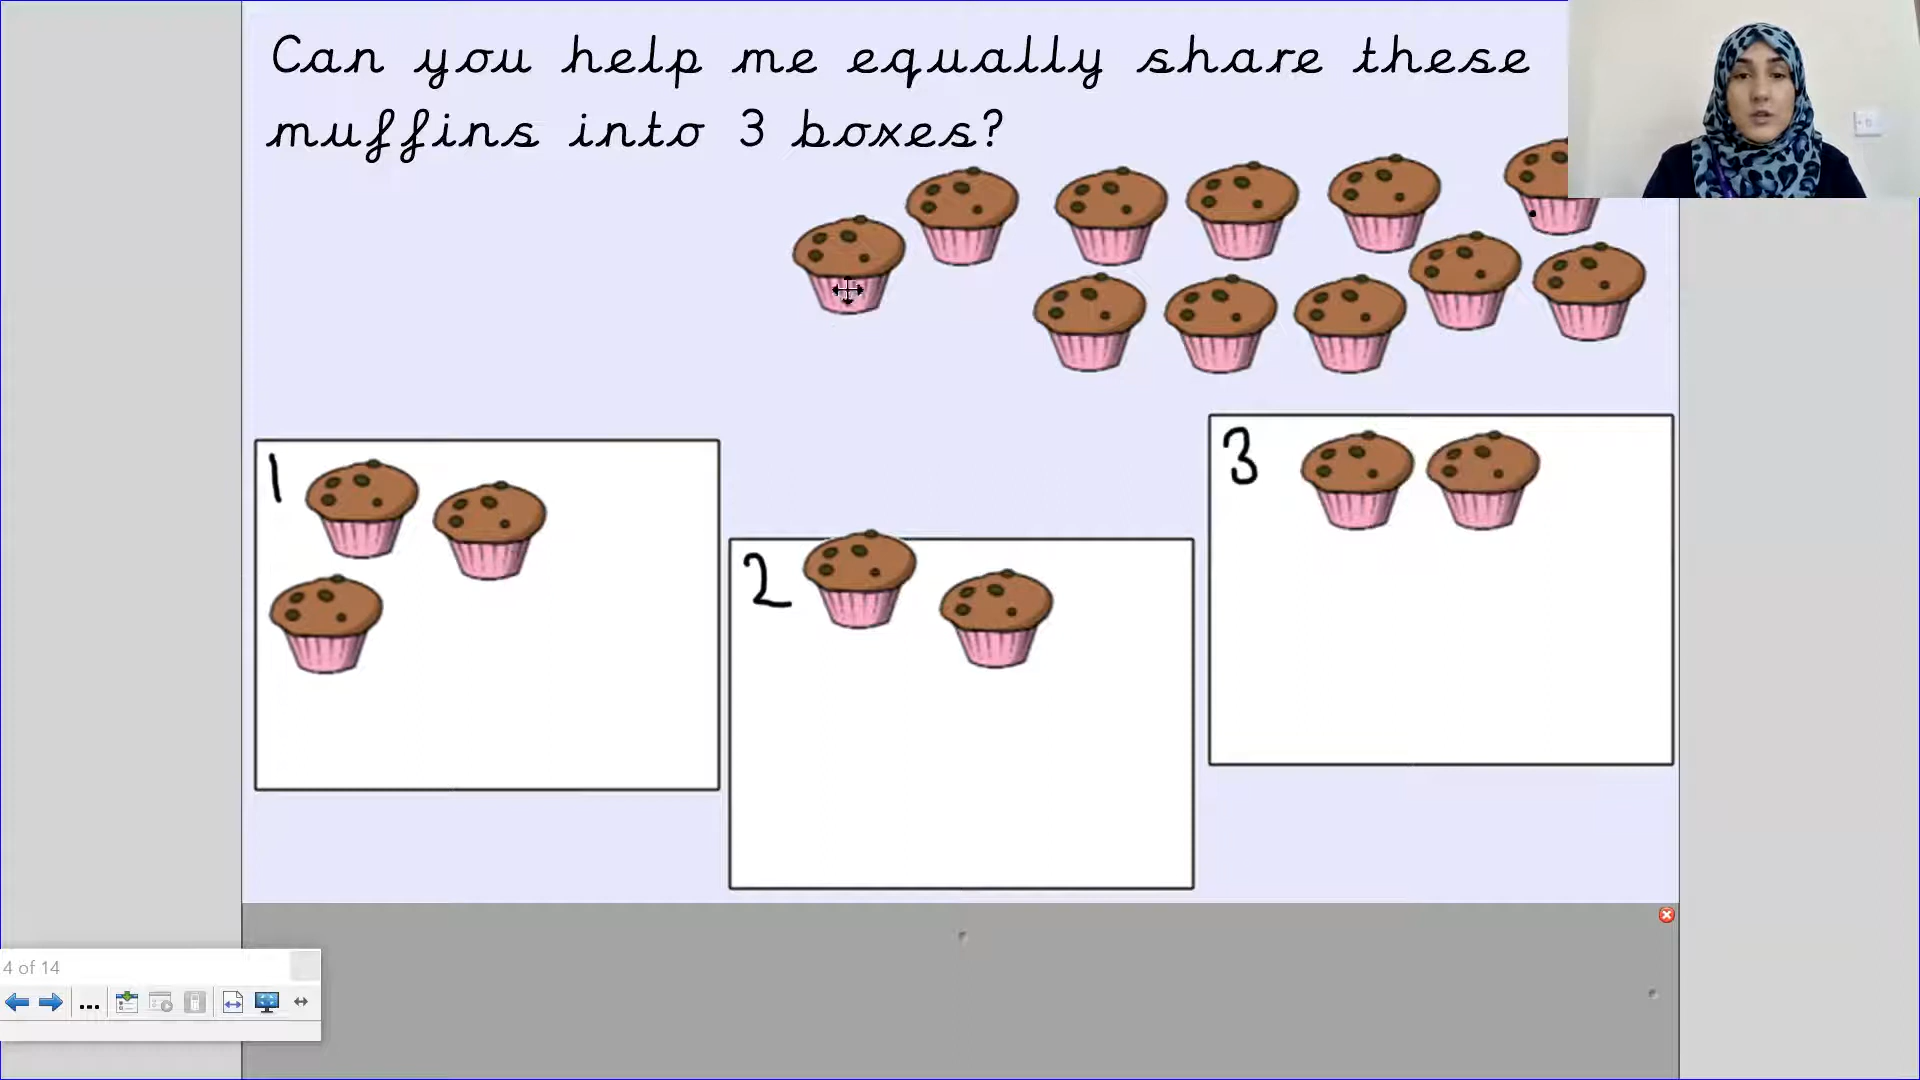 Can you help me equally share these
muffins into 3 boxes?
1
2
3
4 of 14
...